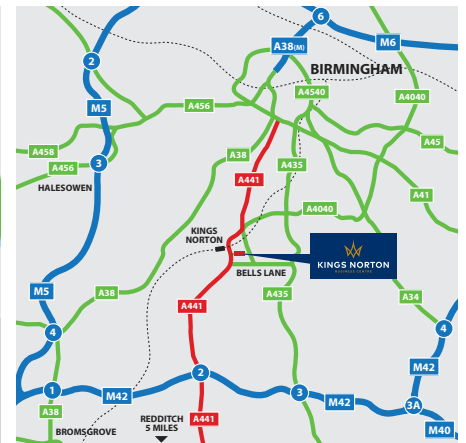 6
A38(M)
M6
2
BIRMINGHAM
A4540
A4040
M5
A456
A45
A458
A38
A435
3
A456
A441
A41
HALESOWEN
A4040
KINGS
NORTON
KINGS NORTON
BUSINESS CENTRE
BELLS LANE
M5
A38
A435
A34
A441
4
4
M42
2
1
M42
3
M42
3A
A38
REDDITCH
5 MILES
A441
M40
BROMSGROVE